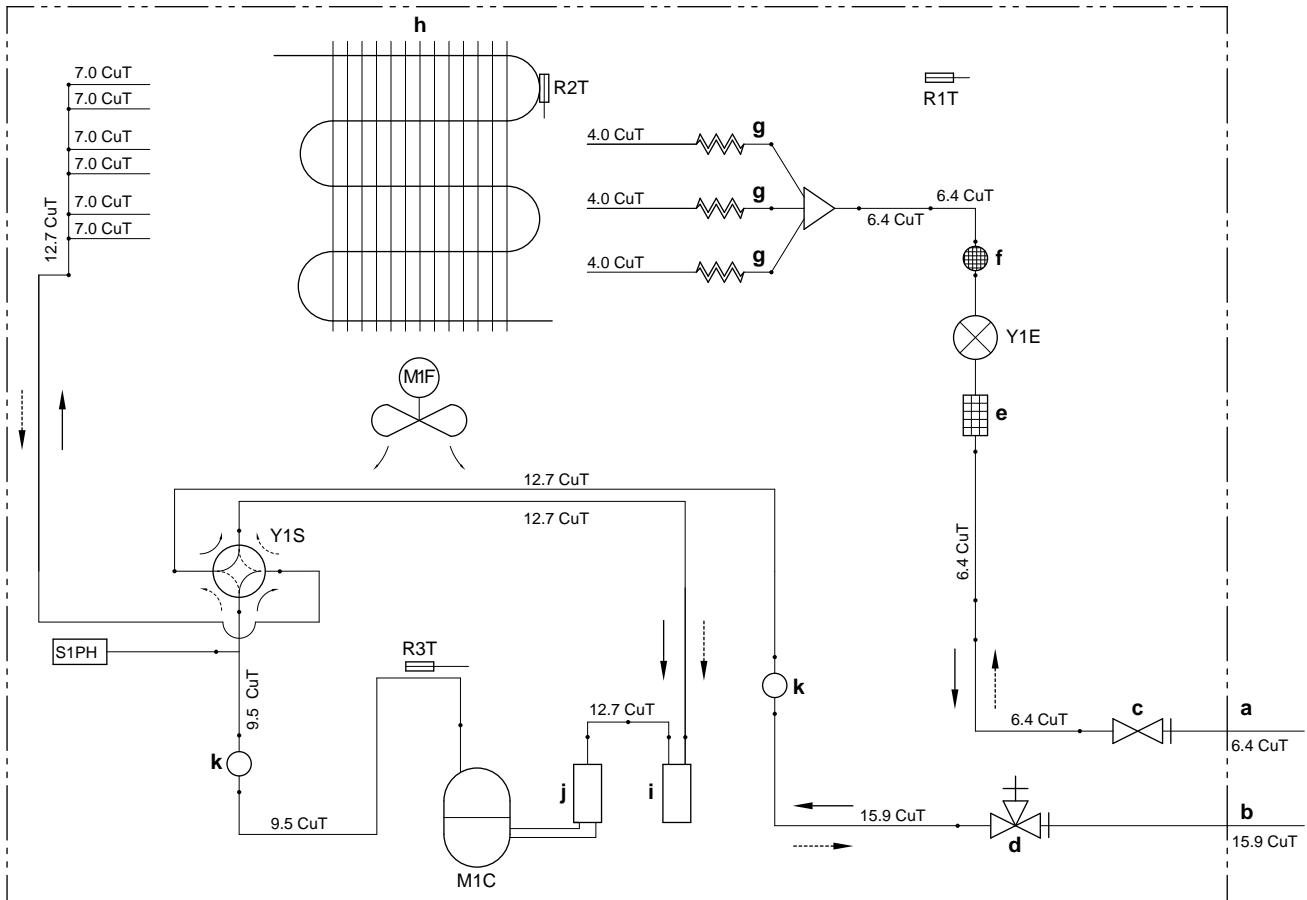 h
7.0 CuT
7.0 CuT
7.0 CuT
7.0 CuT
7.0 CuT
7.0 CuT
12.7 CuT
R2T
R1T
4.0 CuT
g
4.0 CuT
g
4.0 CuT
g
6.4 CuT
6.4 CuT
f
Y1E
e
M1F
12.7 CuT
12.7 CuT
Y1S
6.4 CuT
S1PH
R3T
9.5 CuT
k
12.7 CuT
k
6.4 CuT
c
a
6.4 CuT
j
i
9.5 CuT
M1C
15.9 CuT
d
b
15.9 CuT